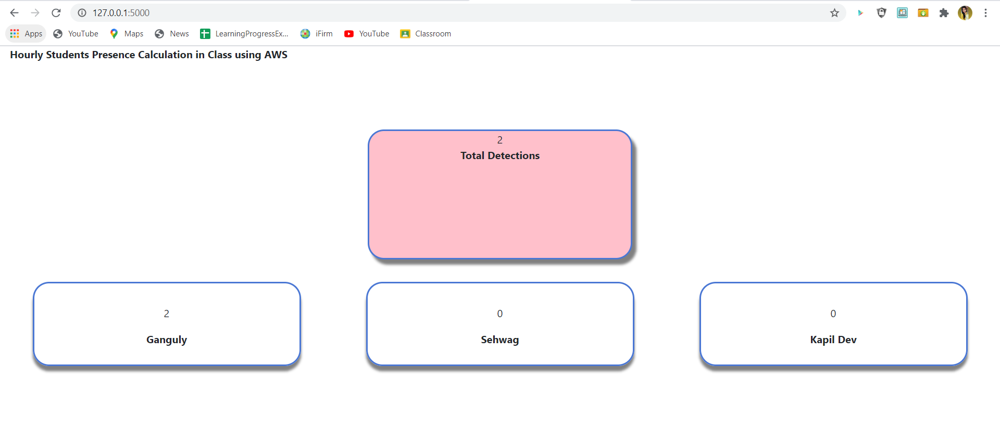 127.0.0.1:5000
Apps YouTube Maps News LearningProgressEx... iFirm YouTube Classroom
Hourly Students Presence Calculation in Class using AWS
2
Total Detections
2 0 0
Ganguly Sehwag Kapil Dev